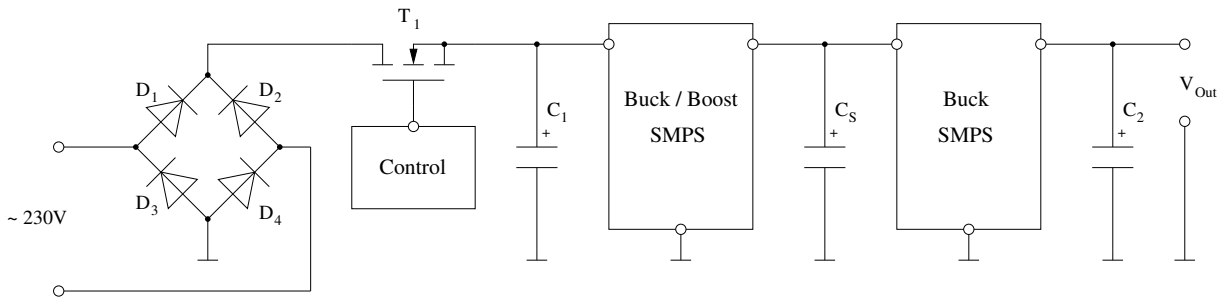 T1
D1
D2
Buck / Boost
SMPS
Buck
SMPS
VOut
C1
+
CS
+
C2
+
Control
D3
D4
~ 230V